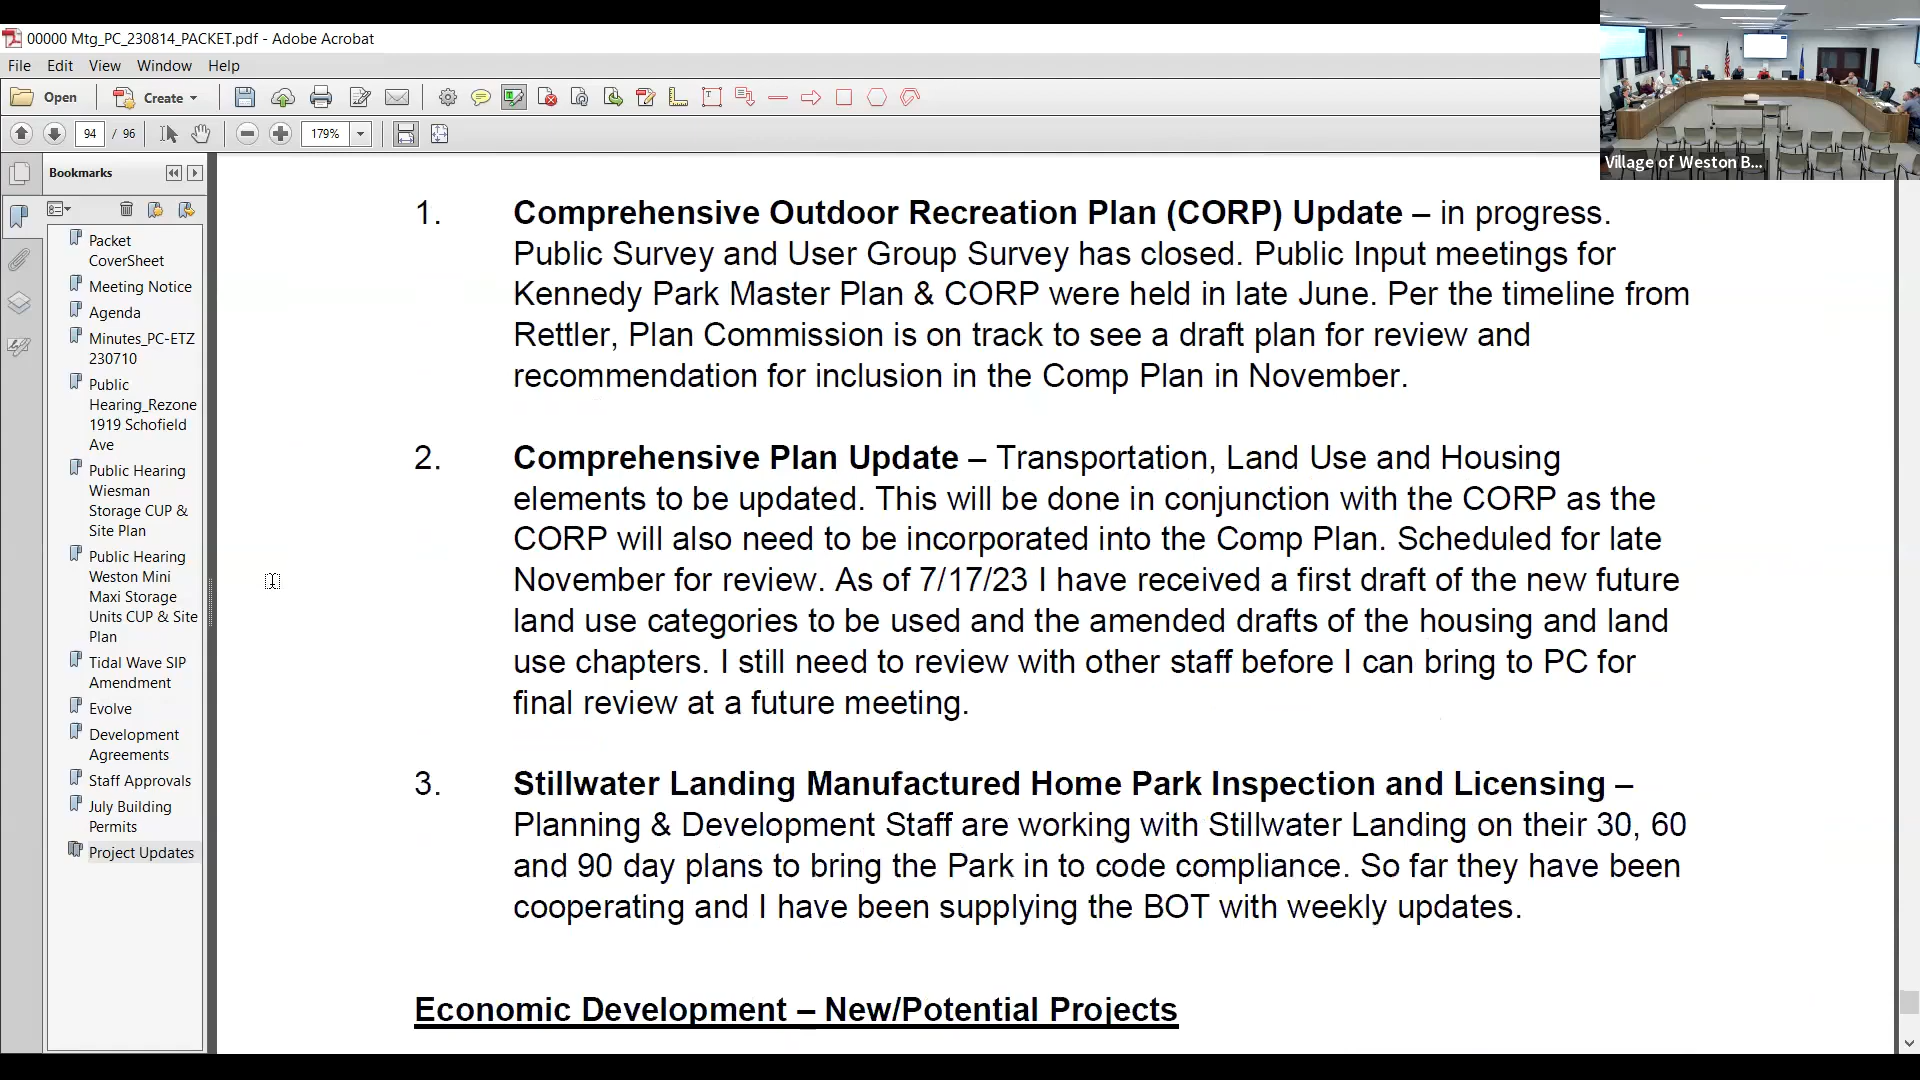 00000 Mtg_PC_230814_PACKET.pdf - Adobe Acrobat
File Edit View Window Help
Open Create
94 / 96 179%
Bookmarks
Packet
CoverSheet
Meeting Notice
Agenda
Minutes_PC-ETZ
230710
Public
Hearing_Rezone
1919 Schofield
Ave
Public Hearing
Wiesman
Storage CUP &
Site Plan
Public Hearing
Weston Mini
Maxi Storage
Units CUP & Site
Plan
Tidal Wave SIP
Amendment
Evolve
Development
Agreements
Staff Approvals
July Building
Permits
Project Updates
1. Comprehensive Outdoor Recreation Plan (CORP) Update – in progress.
Public Survey and User Group Survey has closed. Public Input meetings for
Kennedy Park Master Plan & CORP were held in late June. Per the timeline from
Rettler, Plan Commission is on track to see a draft plan for review and
recommendation for inclusion in the Comp Plan in November.
2. Comprehensive Plan Update – Transportation, Land Use and Housing
elements to be updated. This will be done in conjunction with the CORP as the
CORP will also need to be incorporated into the Comp Plan. Scheduled for late
November for review. As of 7/17/23 I have received a first draft of the new future
land use categories to be used and the amended drafts of the housing and land
use chapters. I still need to review with other staff before I can bring to PC for
final review at a future meeting.
3. Stillwater Landing Manufactured Home Park Inspection and Licensing –
Planning & Development Staff are working with Stillwater Landing on their 30, 60
and 90 day plans to bring the Park in to code compliance. So far they have been
cooperating and I have been supplying the BOT with weekly updates.
Economic Development – New/Potential Projects
Village of Weston B...